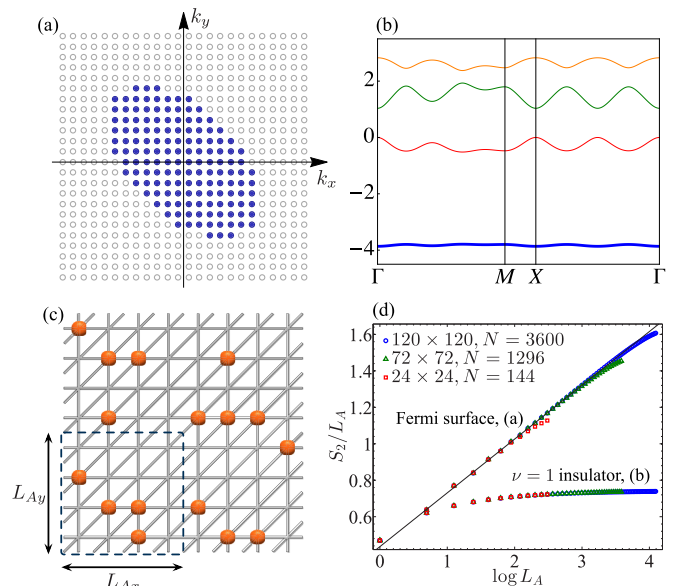 (a)
k_y
k_x
(b)
2
0
−2
−4
Γ
M
X
Γ
(c)
L_{Ay}
L_{Ax}
(d)
1.6
1.4
1.2
1.0
0.8
0.6
S_2/L_A
120 × 120, N = 3600
72 × 72, N = 1296
24 × 24, N = 144
Fermi surface, (a)
ν = 1 insulator, (b)
0
1
2
3
4
log L_A